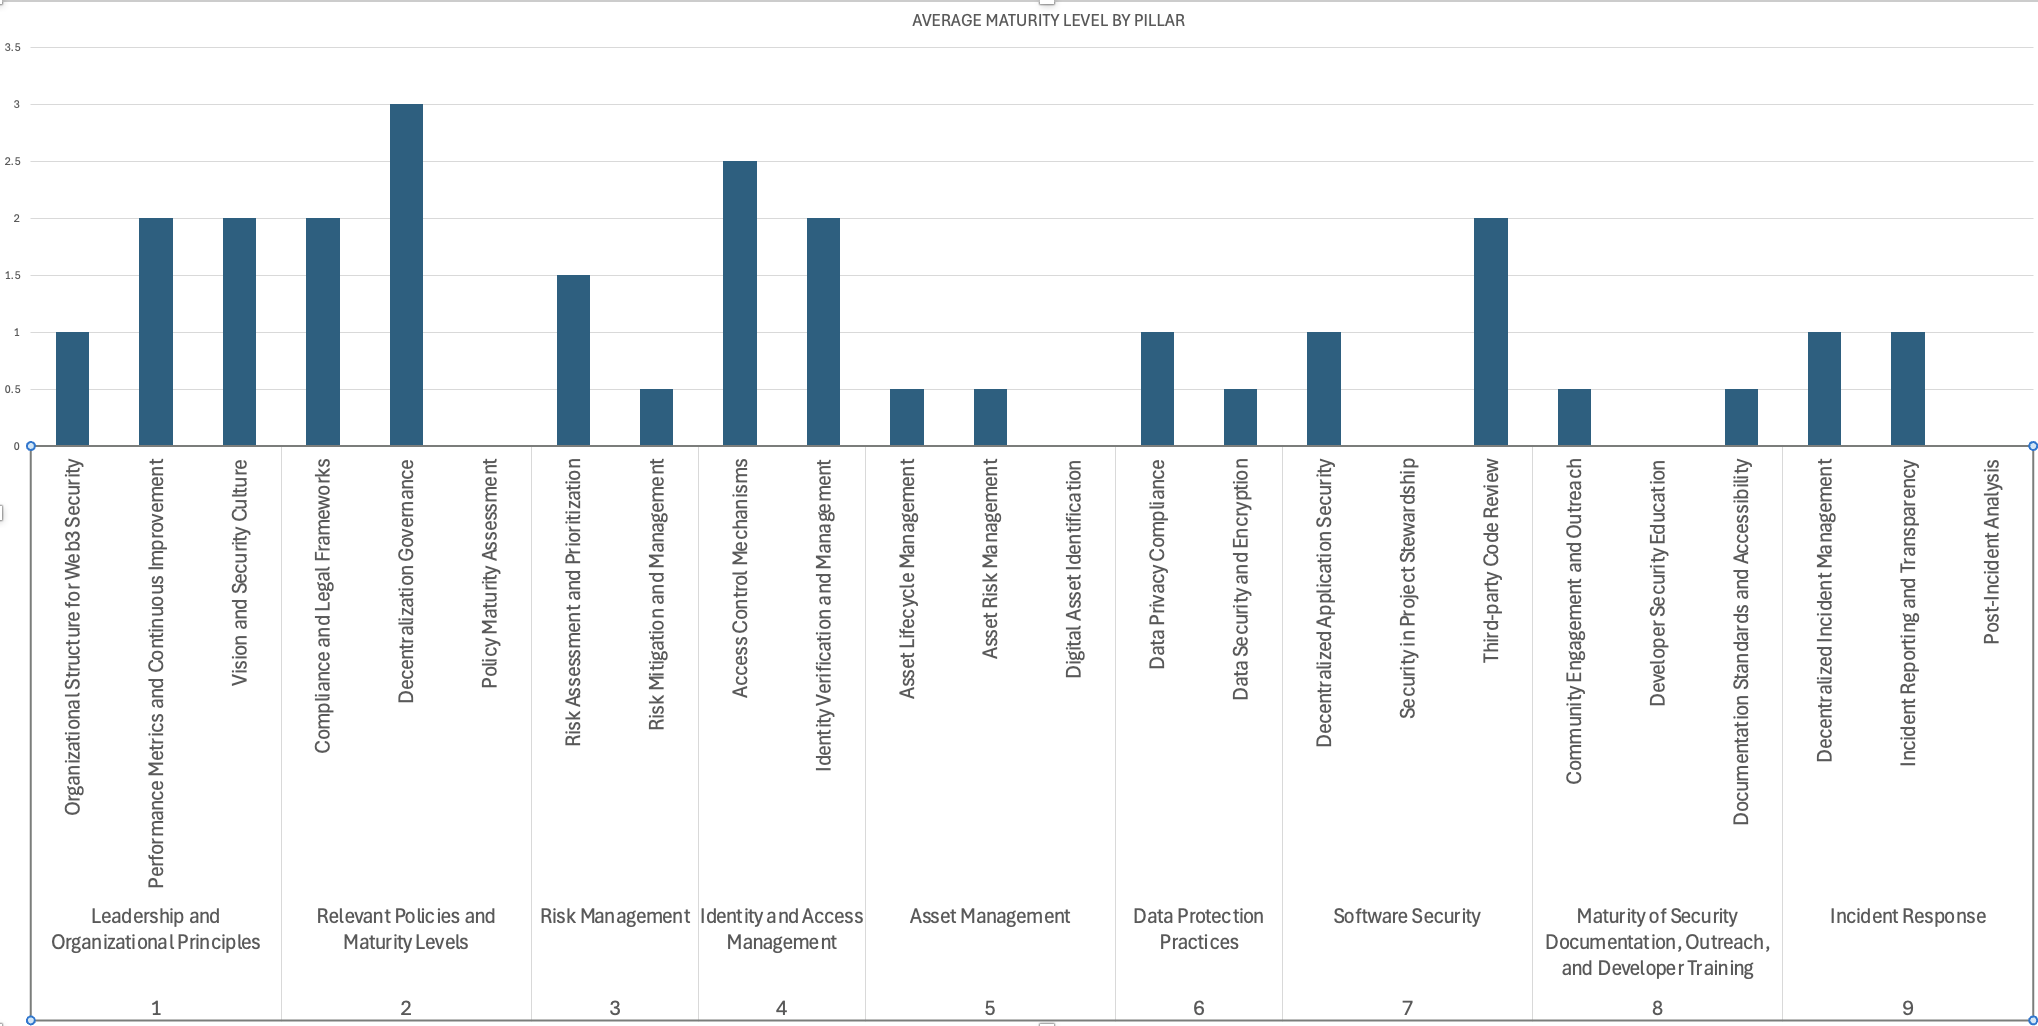 AVERAGE MATURITY LEVEL BY PILLAR
3.5
3
2.5
2
1.5
1
0.5
0
Organizational Structure for Web3 Security
Performance Metrics and Continuous Improvement
Vision and Security Culture
Compliance and Legal Frameworks
Decentralization Governance
Policy Maturity Assessment
Risk Assessment and Prioritization
Risk Mitigation and Management
Access Control Mechanisms
Identity Verification and Management
Asset Lifecycle Management
Asset Risk Management
Digital Asset Identification
Data Privacy Compliance
Data Security and Encryption
Decentralized Application Security
Security in Project Stewardship
Third-party Code Review
Community Engagement and Outreach
Developer Security Education
Documentation Standards and Accessibility
Decentralized Incident Management
Incident Reporting and Transparency
Post-Incident Analysis
Leadership and
Organizational Principles
Relevant Policies and
Maturity Levels
Risk Management
Identity and Access
Management
Asset Management
Data Protection
Practices
Software Security
Maturity of Security
Documentation, Outreach,
and Developer Training
Incident Response
1
2
3
4
5
6
7
8
9